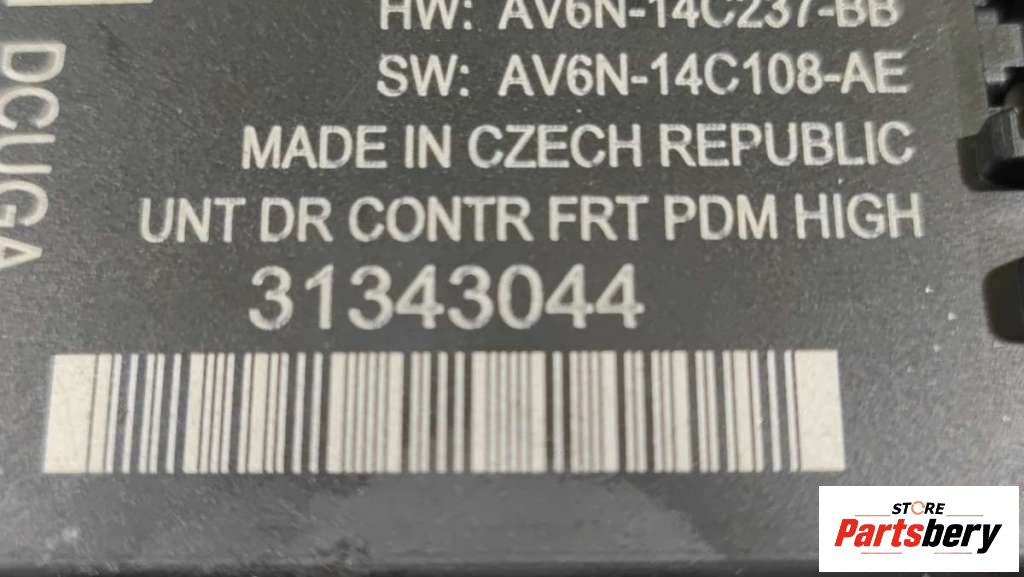 HW: AV6N-14C237-BB
SW: AV6N-14C108-AE
MADE IN CZECH REPUBLIC
UNT DR CONTR FRT PDM HIGH
31343044
DCUGA
STORE
Partsbery